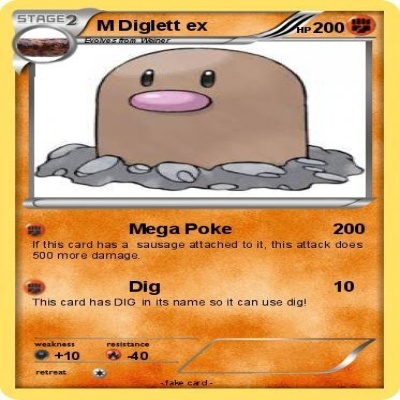 STAGE2 M Diglett ex HP 200
Evolves from Weiner
Mega Poke 200
If this card has a sausage attached to it, this attack does
500 more damage.
Dig 10
This card has DIG in its name so it can use dig!
weakness resistance
+10 -40
retreat
- fake card -